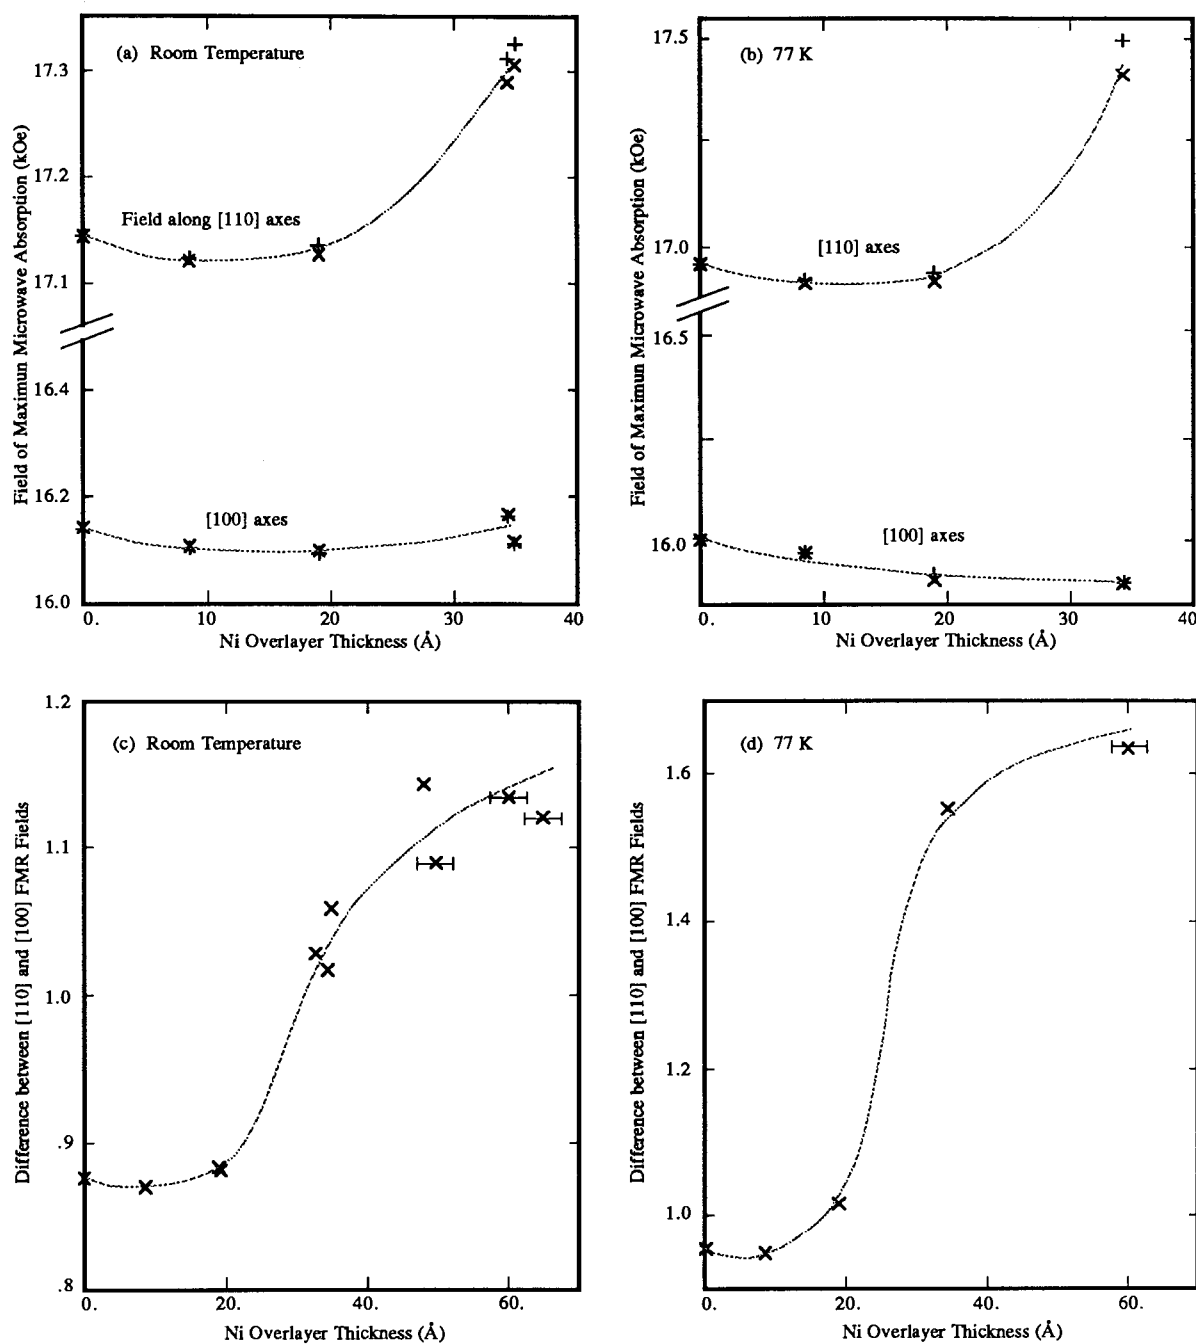 (a) Room Temperature
17.3
17.2
17.1
16.4
16.2
16.0
Field along [110] axes
[100] axes
0.
10
20
30
40
Ni Overlayer Thickness (Å)
Field of Maximun Microwave Absorption (kOe)
(b) 77 K
17.5
17.0
16.5
16.0
[110] axes
[100] axes
0.
10
20
30
40
Ni Overlayer Thickness (Å)
Field of Maximun Microwave Absorption (kOe)
(c) Room Temperature
1.2
1.1
1.0
.9
.8
0.
20.
40.
60.
Ni Overlayer Thickness (Å)
Difference between [110] and [100] FMR Fields
(d) 77 K
1.6
1.4
1.2
1.0
0.
20.
40.
60.
Ni Overlayer Thickness (Å)
Difference between [110] and [100] FMR Fields